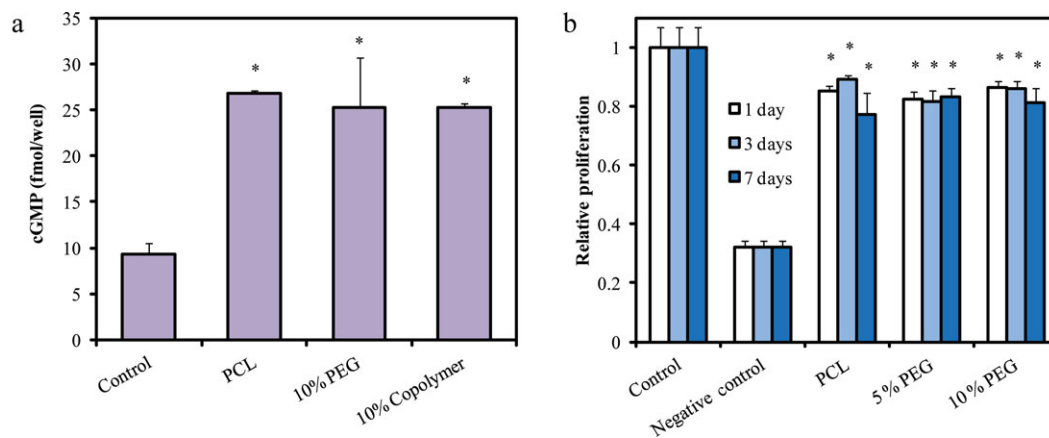 a
cGMP (fmol/well)
35
30
25
20
15
10
5
0
*
*
*
Control
PCL
10% PEG
10% Copolymer
b
Relative proliferation
1
0.8
0.6
0.4
0.2
0
1 day
3 days
7 days
* * *
* * *
* * *
Control
Negative control
PCL
5% PEG
10% PEG